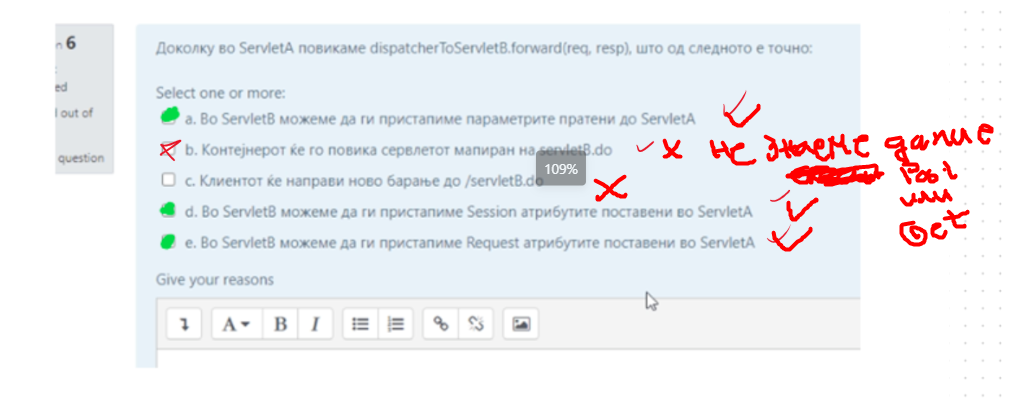 n 6
ed
l out of
question
Доколку во ServletA повикаме dispatcherToServletB.forward(req, resp), што од следното е точно:
Select one or more:
a. Во ServletB можеме да ги пристапиме параметрите пратени до ServletA
b. Контејнерот ќе го повика сервлетот мапиран на servletB.do
c. Клиентот ќе направи ново барање до /servletB.do
d. Во ServletB можеме да ги пристапиме Session атрибутите поставени во ServletA
e. Во ServletB можеме да ги пристапиме Request атрибутите поставени во ServletA
109%
не знаеме дали е
или
Get
Give your reasons
A B I